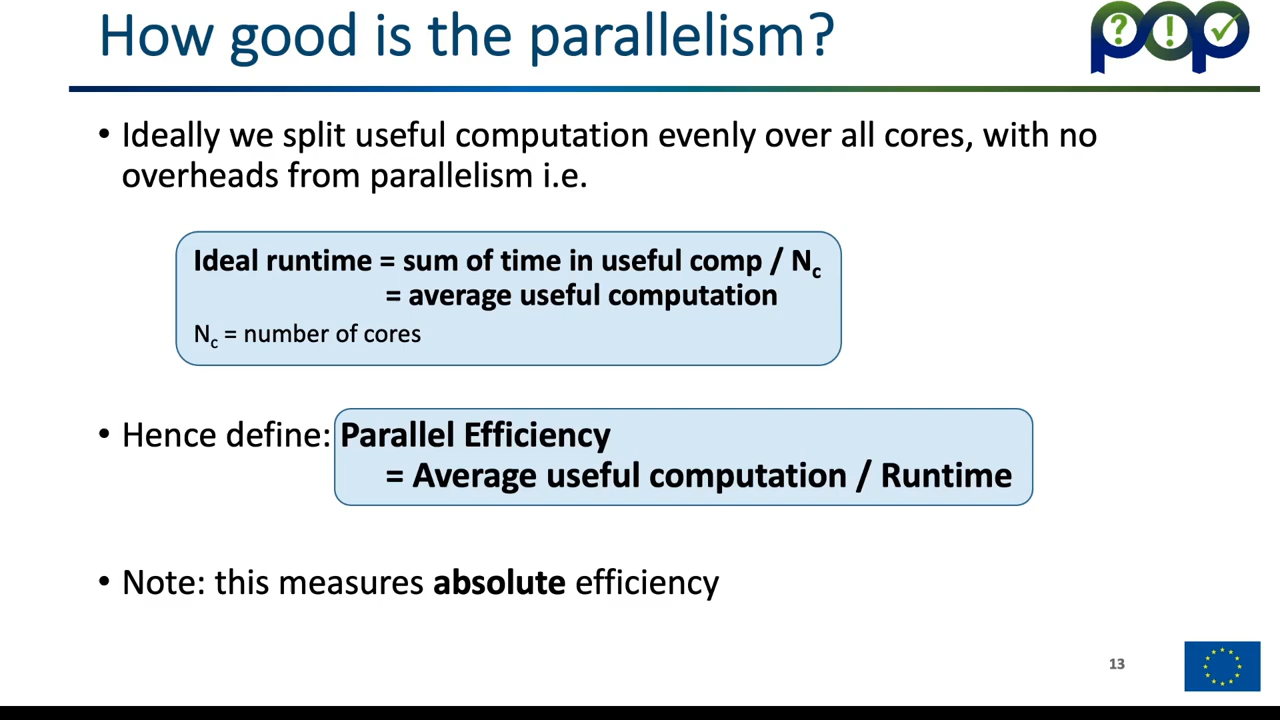 How good is the parallelism?
pop
• Ideally we split useful computation evenly over all cores, with no
overheads from parallelism i.e.
Ideal runtime = sum of time in useful comp / Nc
= average useful computation
Nc = number of cores
• Hence define: Parallel Efficiency
= Average useful computation / Runtime
• Note: this measures absolute efficiency
13